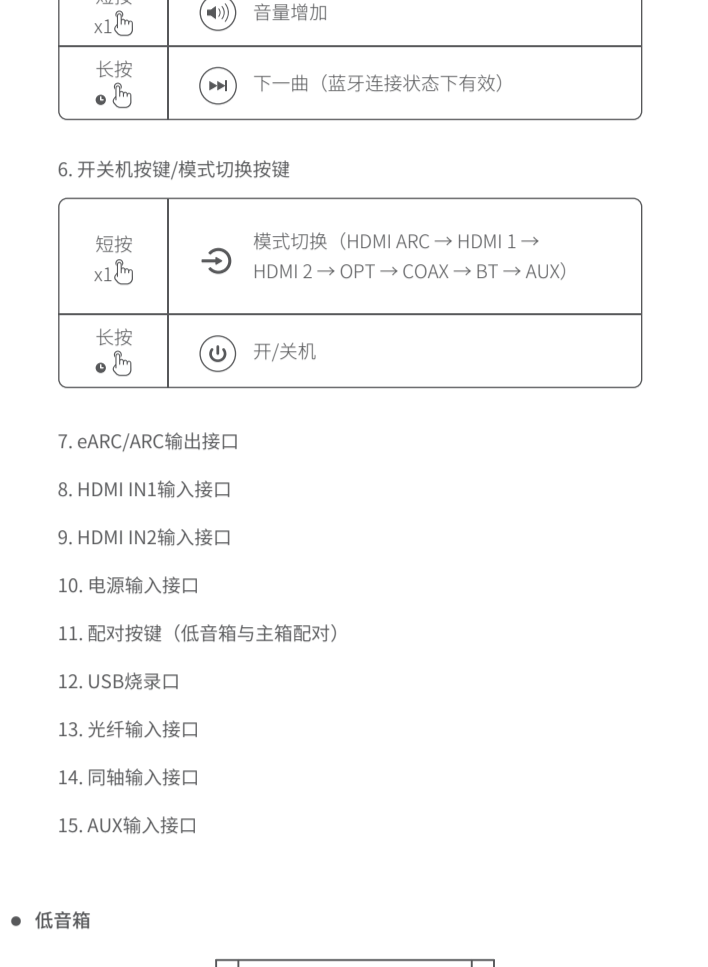 x1
音量增加
长按
下一曲（蓝牙连接状态下有效）
6. 开关机按键/模式切换按键
短按
x1
模式切换（HDMI ARC → HDMI 1 →
HDMI 2 → OPT → COAX → BT → AUX）
长按
开/关机
7. eARC/ARC输出接口
8. HDMI IN1输入接口
9. HDMI IN2输入接口
10. 电源输入接口
11. 配对按键（低音箱与主箱配对）
12. USB烧录口
13. 光纤输入接口
14. 同轴输入接口
15. AUX输入接口
● 低音箱